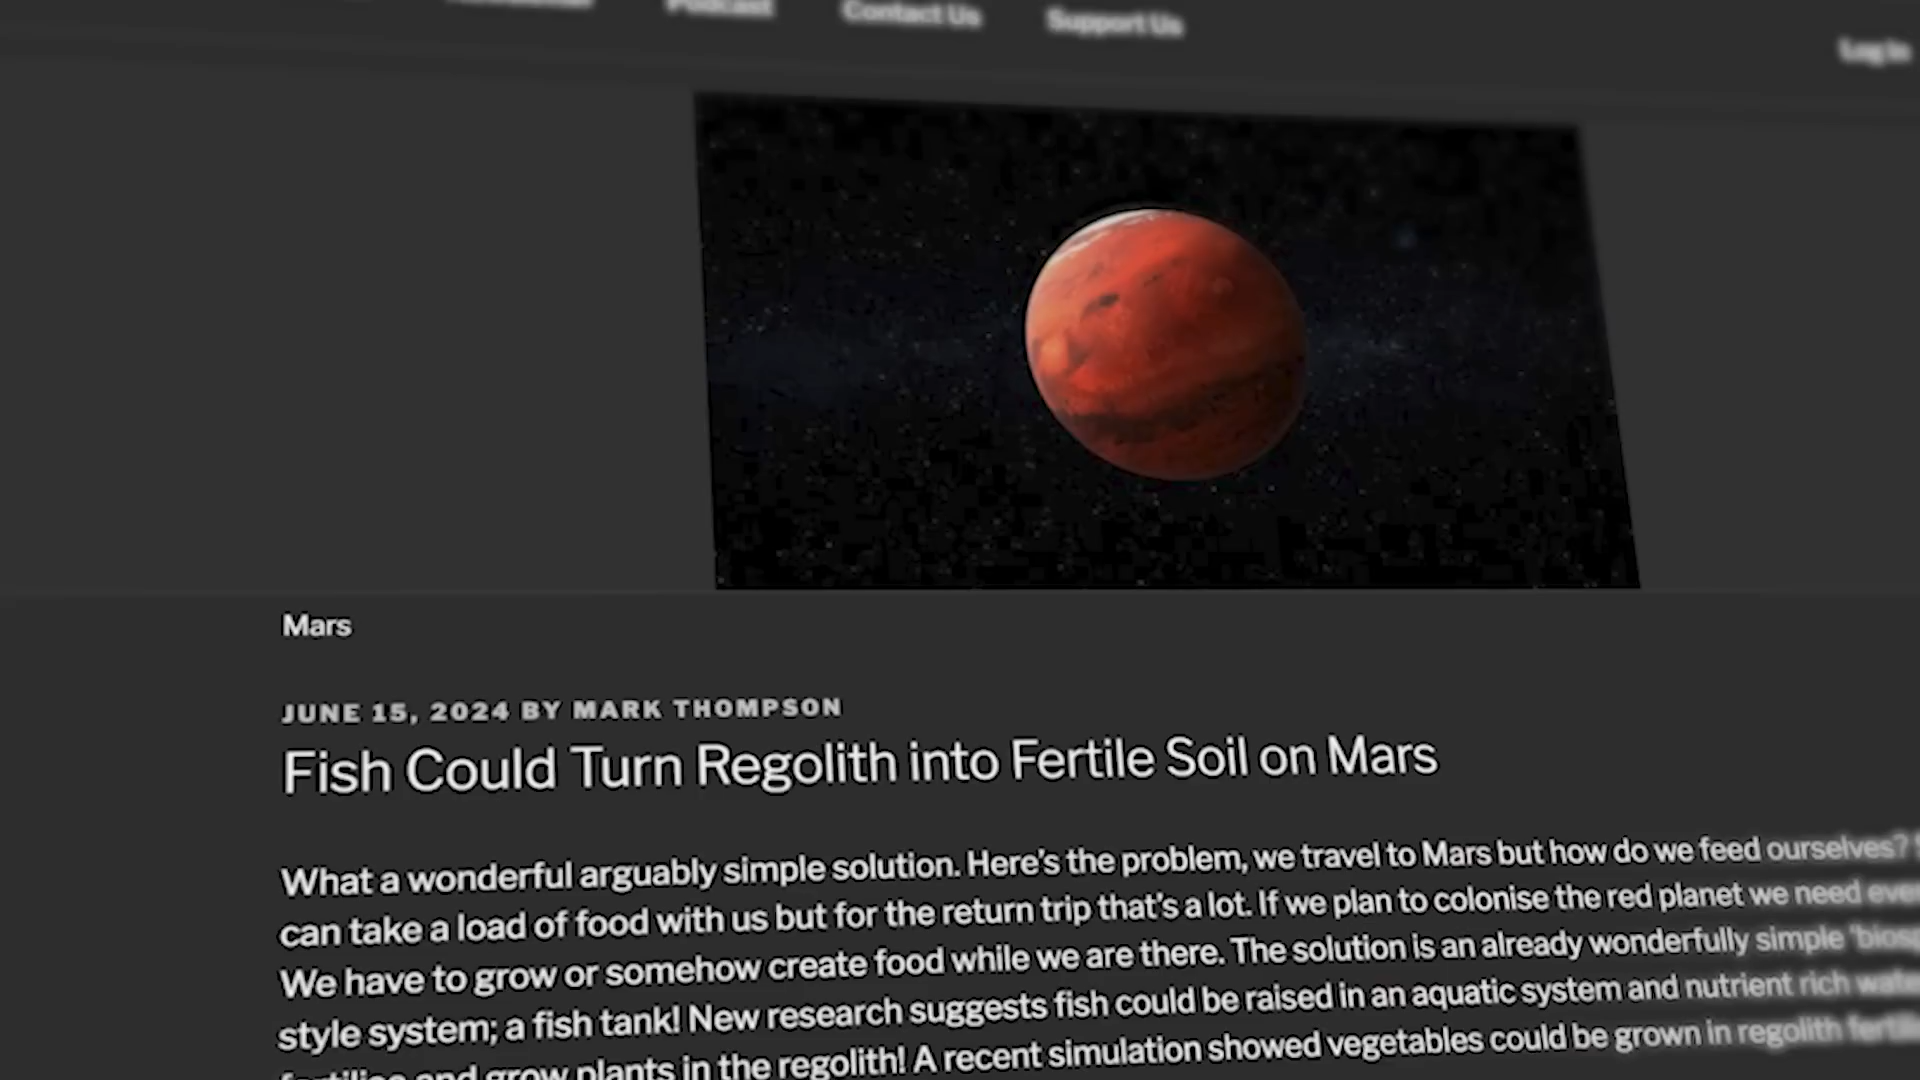 Newsletter Podcast Contact Us Support Us Log In
Mars
JUNE 15, 2024 BY MARK THOMPSON
Fish Could Turn Regolith into Fertile Soil on Mars
What a wonderful arguably simple solution. Here's the problem, we travel to Mars but how do we feed ourselves?
can take a load of food with us but for the return trip that's a lot. If we plan to colonise the red planet we need
We have to grow or somehow create food while we are there. The solution is an already wonderfully simple
style system; a fish tank! New research suggests fish could be raised in an aquatic system and nutrient rich
and grow plants in the regolith! A recent simulation showed vegetables could be grown in regolith